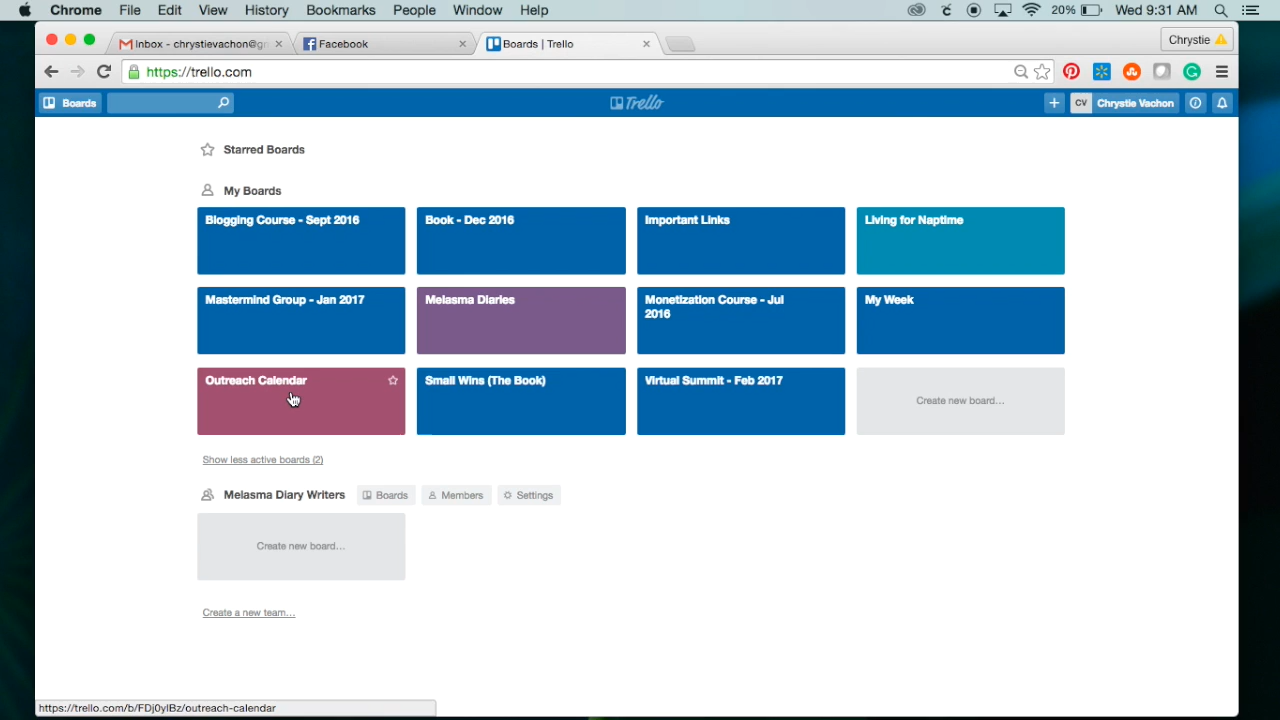 Chrome File Edit View History Bookmarks People Window Help 20% Wed 9:31 AM
Inbox - chrystievachon@gr
Facebook
Boards | Trello
Chrystie
https://trello.com
Boards
Trello
CV Chrystie Vachon
Starred Boards
My Boards
Blogging Course - Sept 2016
Book - Dec 2016
Important Links
Living for Naptime
Mastermind Group - Jan 2017
Melasma Diaries
Monetization Course - Jul
2016
My Week
Outreach Calendar
Small Wins (The Book)
Virtual Summit - Feb 2017
Create new board...
Show less active boards (2)
Melasma Diary Writers Boards Members Settings
Create new board...
Create a new team...
https://trello.com/b/FDj0ylBz/outreach-calendar